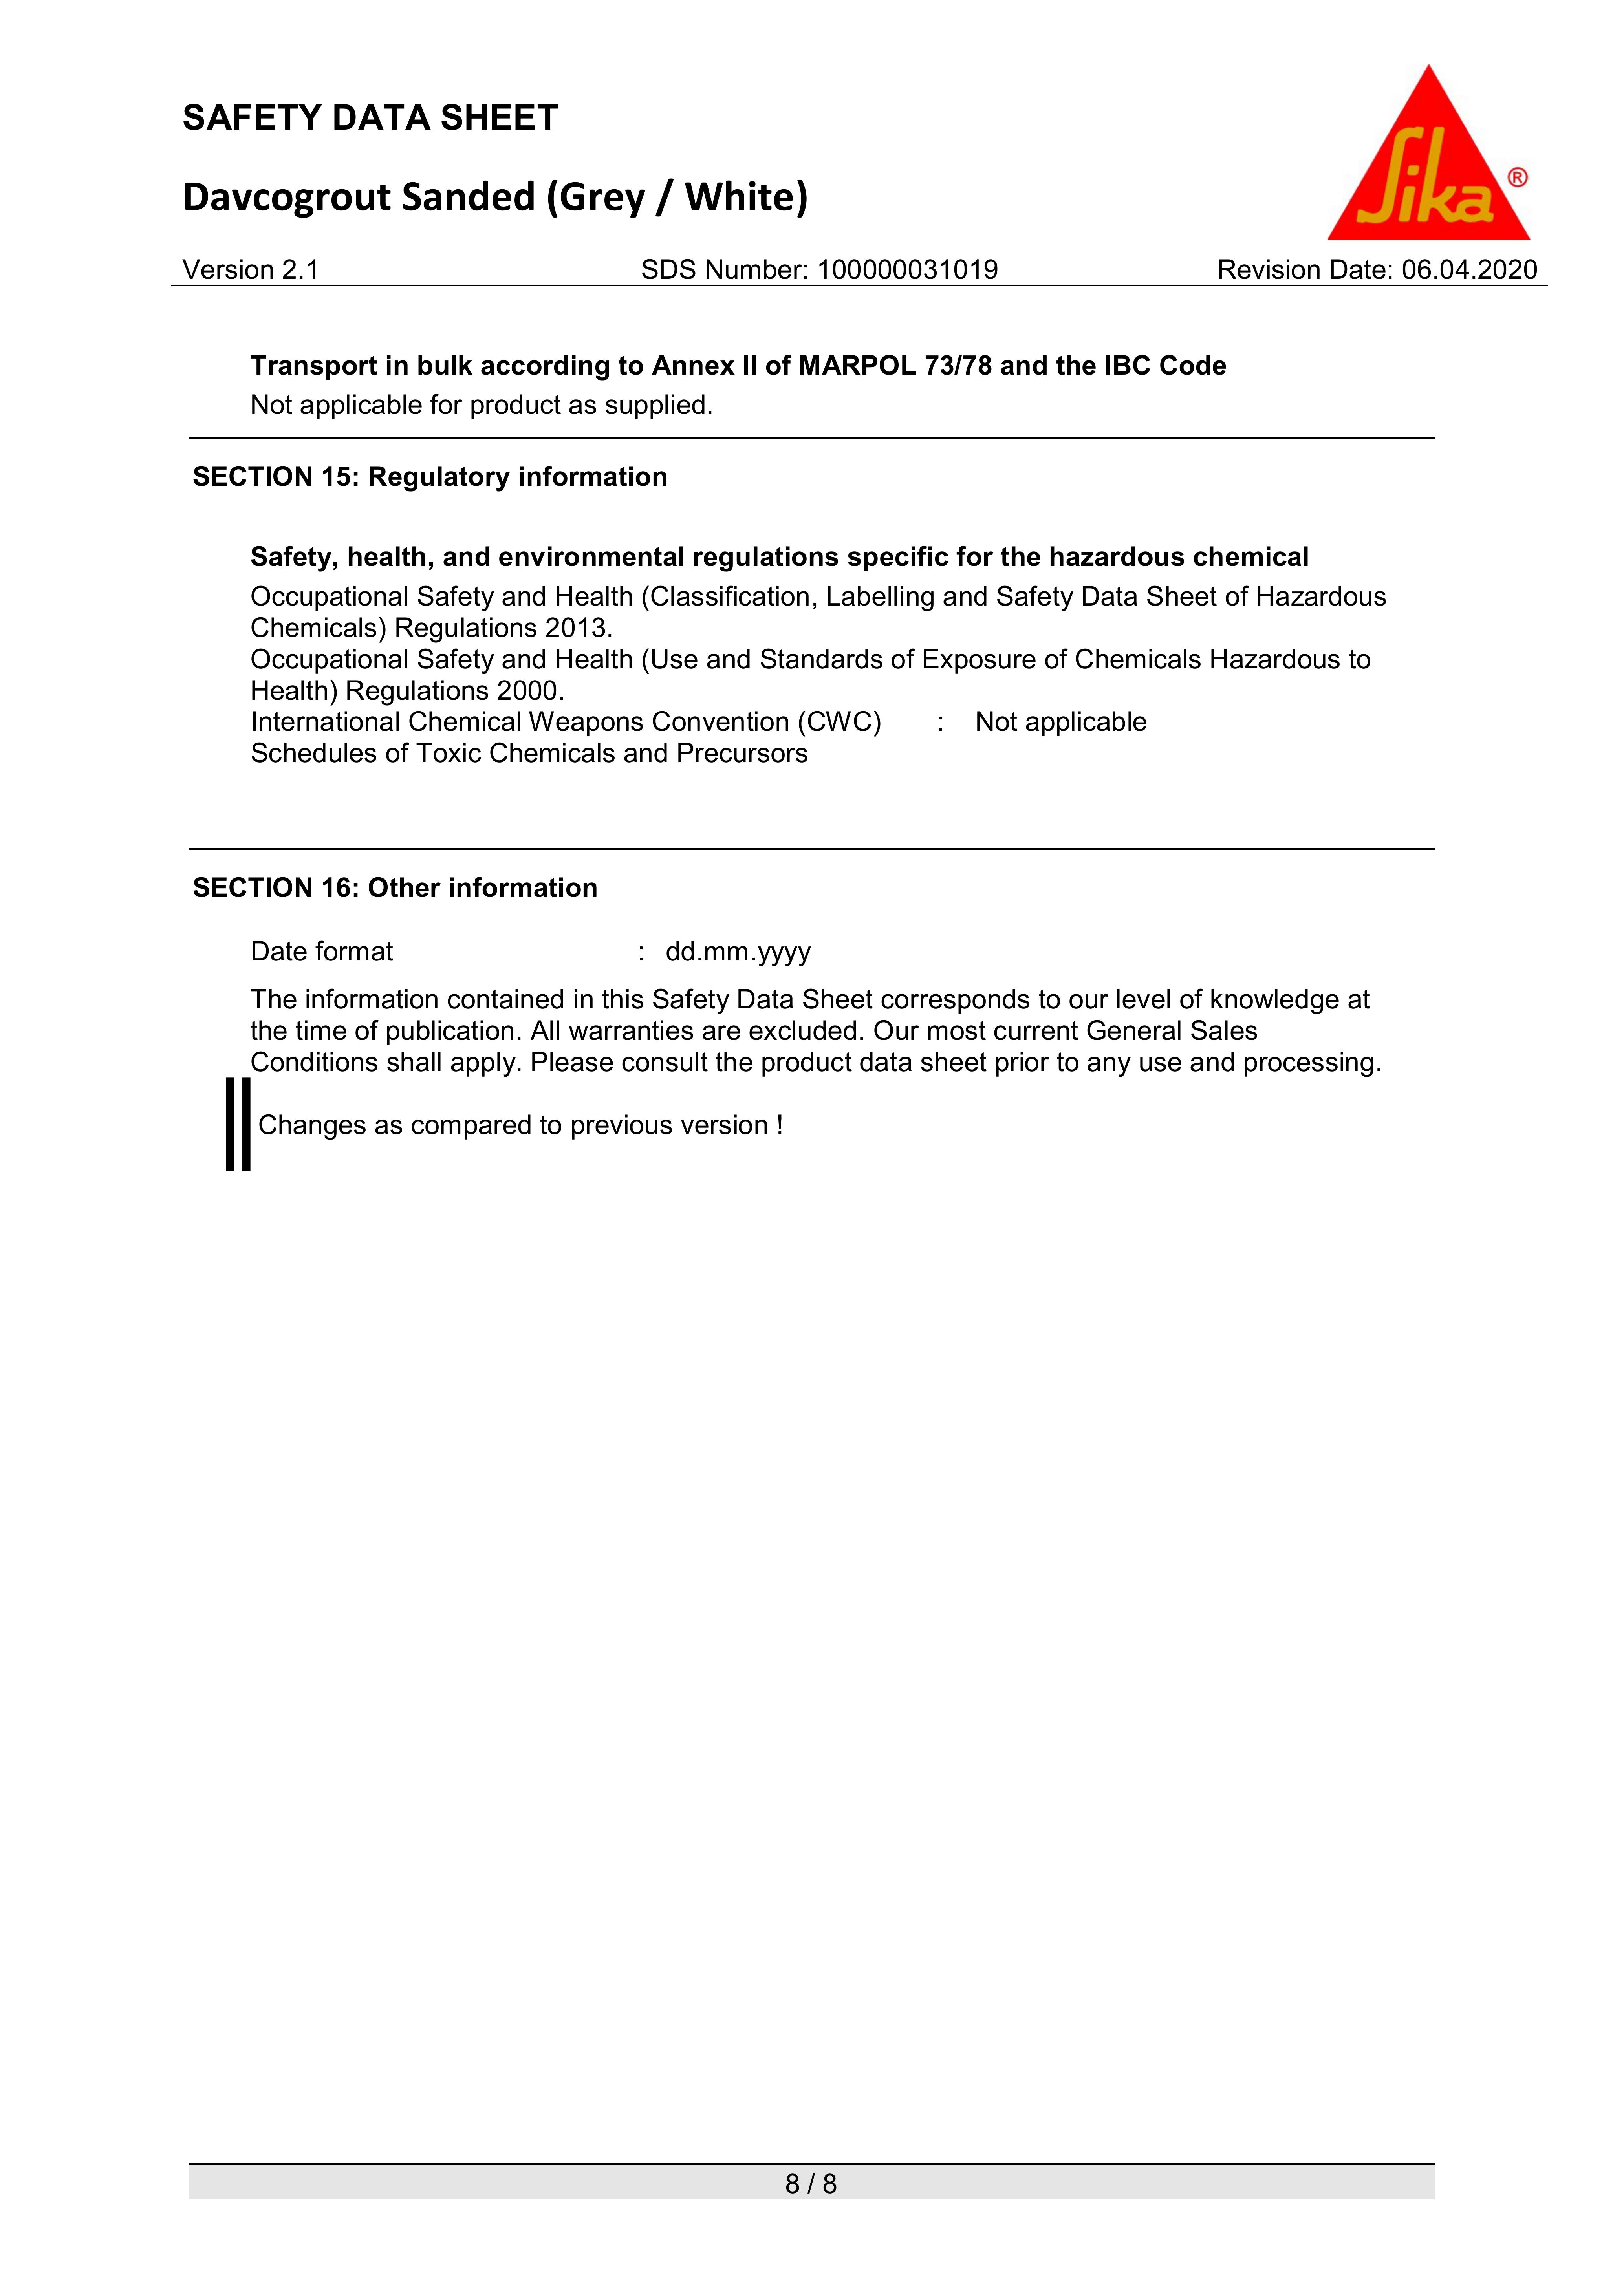 SAFETY DATA SHEET
Davcogrout Sanded (Grey / White)
Sika®
Version 2.1 SDS Number: 100000031019 Revision Date: 06.04.2020
Transport in bulk according to Annex II of MARPOL 73/78 and the IBC Code
Not applicable for product as supplied.
SECTION 15: Regulatory information
Safety, health, and environmental regulations specific for the hazardous chemical
Occupational Safety and Health (Classification, Labelling and Safety Data Sheet of Hazardous
Chemicals) Regulations 2013.
Occupational Safety and Health (Use and Standards of Exposure of Chemicals Hazardous to
Health) Regulations 2000.
International Chemical Weapons Convention (CWC) : Not applicable
Schedules of Toxic Chemicals and Precursors
SECTION 16: Other information
Date format : dd.mm.yyyy
The information contained in this Safety Data Sheet corresponds to our level of knowledge at
the time of publication. All warranties are excluded. Our most current General Sales
Conditions shall apply. Please consult the product data sheet prior to any use and processing.
Changes as compared to previous version !
8 / 8